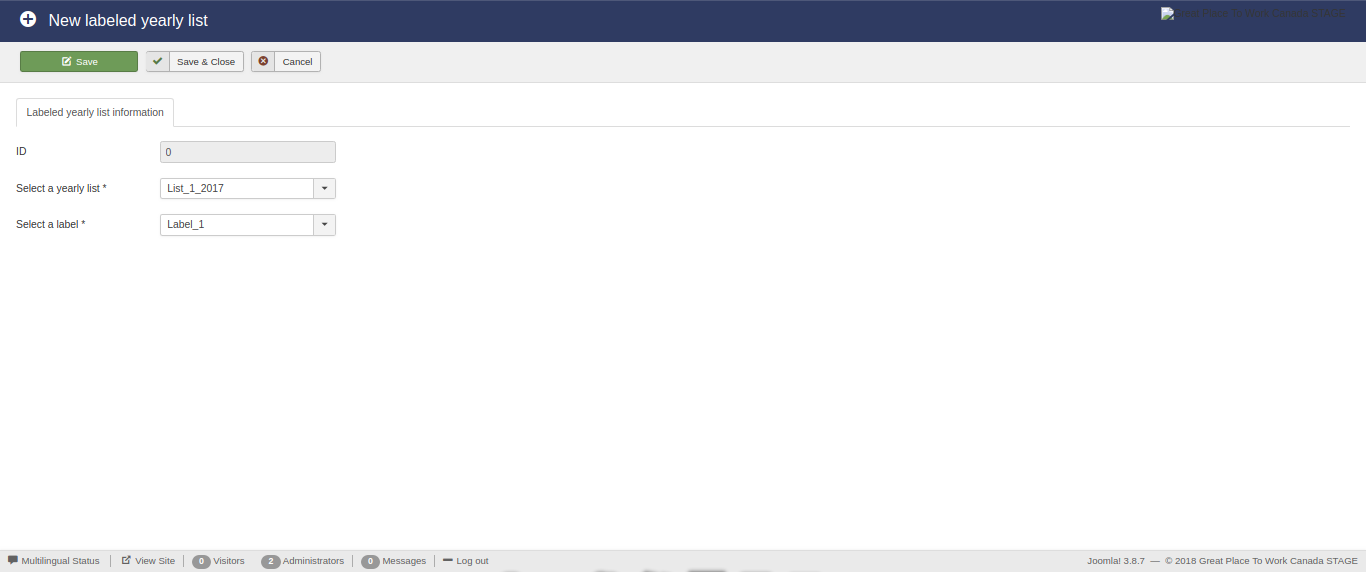 New labeled yearly list
Great Place To Work Canada STAGE
Save
Save & Close
Cancel
Labeled yearly list information
ID
0
Select a yearly list *
List_1_2017
Select a label *
Label_1
Multilingual Status
View Site
0 Visitors
2 Administrators
0 Messages
Log out
Joomla! 3.8.7 — © 2018 Great Place To Work Canada STAGE